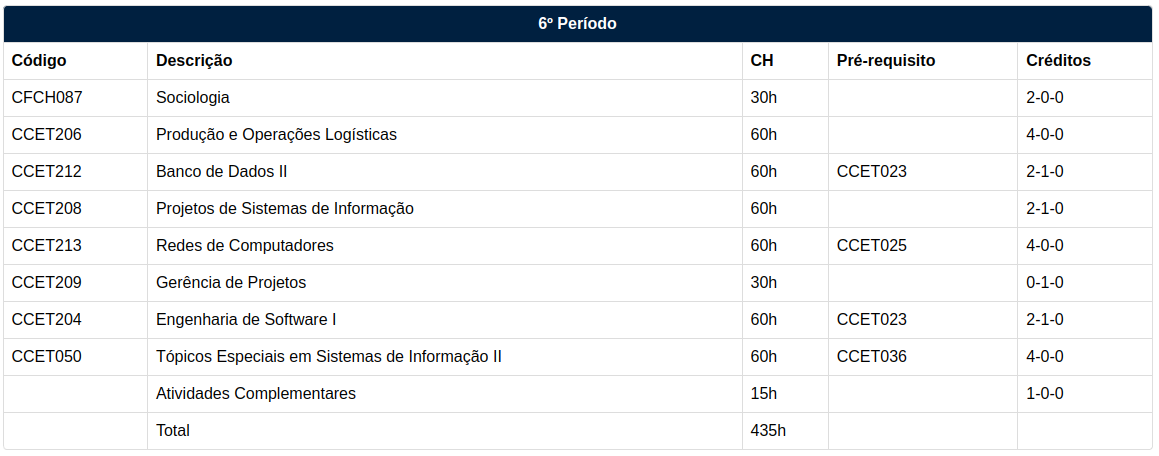 6º Período
Código Descrição CH Pré-requisito Créditos
CFCH087 Sociologia 30h 2-0-0
CCET206 Produção e Operações Logísticas 60h 4-0-0
CCET212 Banco de Dados II 60h CCET023 2-1-0
CCET208 Projetos de Sistemas de Informação 60h 2-1-0
CCET213 Redes de Computadores 60h CCET025 4-0-0
CCET209 Gerência de Projetos 30h 0-1-0
CCET204 Engenharia de Software I 60h CCET023 2-1-0
CCET050 Tópicos Especiais em Sistemas de Informação II 60h CCET036 4-0-0
Atividades Complementares 15h 1-0-0
Total 435h